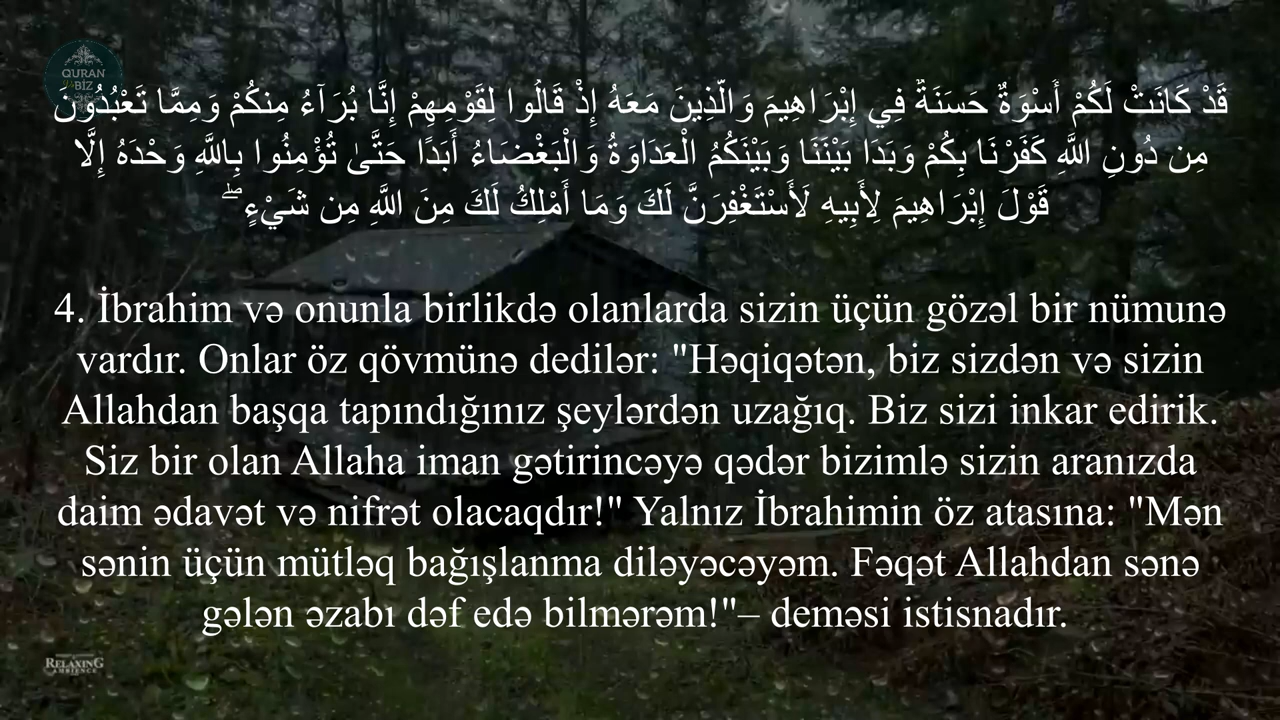 QURAN
və BİZ
قَدْ كَانَتْ لَكُمْ أُسْوَةٌ حَسَنَةٌ فِي إِبْرَاهِيمَ وَالَّذِينَ مَعَهُ إِذْ قَالُوا لِقَوْمِهِمْ إِنَّا بُرَآءُ مِنكُمْ وَمِمَّا تَعْبُدُونَ
مِن دُونِ اللَّهِ كَفَرْنَا بِكُمْ وَبَدَا بَيْنَنَا وَبَيْنَكُمُ الْعَدَاوَةُ وَالْبَغْضَاءُ أَبَدًا حَتَّىٰ تُؤْمِنُوا بِاللَّهِ وَحْدَهُ إِلَّا
قَوْلَ إِبْرَاهِيمَ لِأَبِيهِ لَأَسْتَغْفِرَنَّ لَكَ وَمَا أَمْلِكُ لَكَ مِنَ اللَّهِ مِن شَيْءٍ ۖ
4. İbrahim və onunla birlikdə olanlarda sizin üçün gözəl bir nümunə
vardır. Onlar öz qövmünə dedilər: "Həqiqətən, biz sizdən və sizin
Allahdan başqa tapındığınız şeylərdən uzağıq. Biz sizi inkar edirik.
Siz bir olan Allaha iman gətirincəyə qədər bizimlə sizin aranızda
daim ədavət və nifrət olacaqdır!" Yalnız İbrahimin öz atasına: "Mən
sənin üçün mütləq bağışlanma diləyəcəyəm. Fəqət Allahdan sənə
gələn əzabı dəf edə bilmərəm!"– deməsi istisnadır.
RELAXING
AMBIENCE